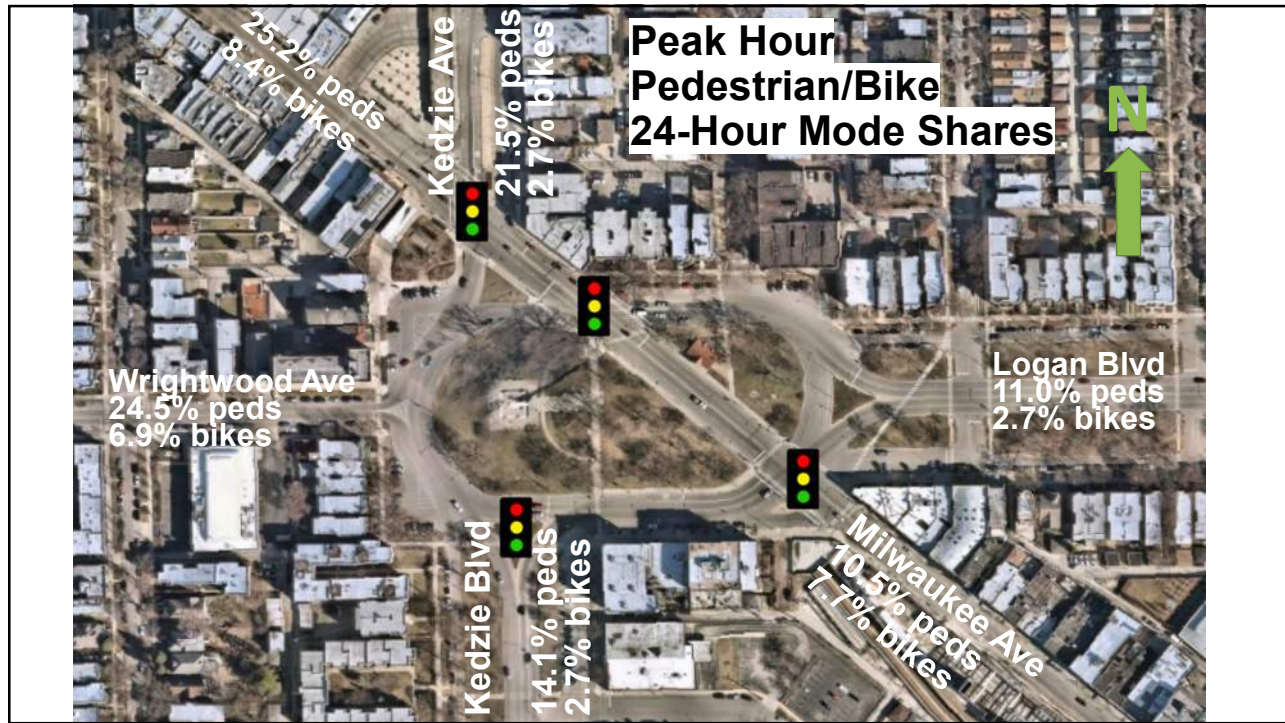 Peak Hour
Pedestrian/Bike
24-Hour Mode Shares
N
25.2% peds
8.4% bikes
Kedzie Ave
21.5% peds
2.7% bikes
Wrightwood Ave
24.5% peds
6.9% bikes
Logan Blvd
11.0% peds
2.7% bikes
Kedzie Blvd
14.1% peds
2.7% bikes
Milwaukee Ave
10.5% peds
7.7% bikes